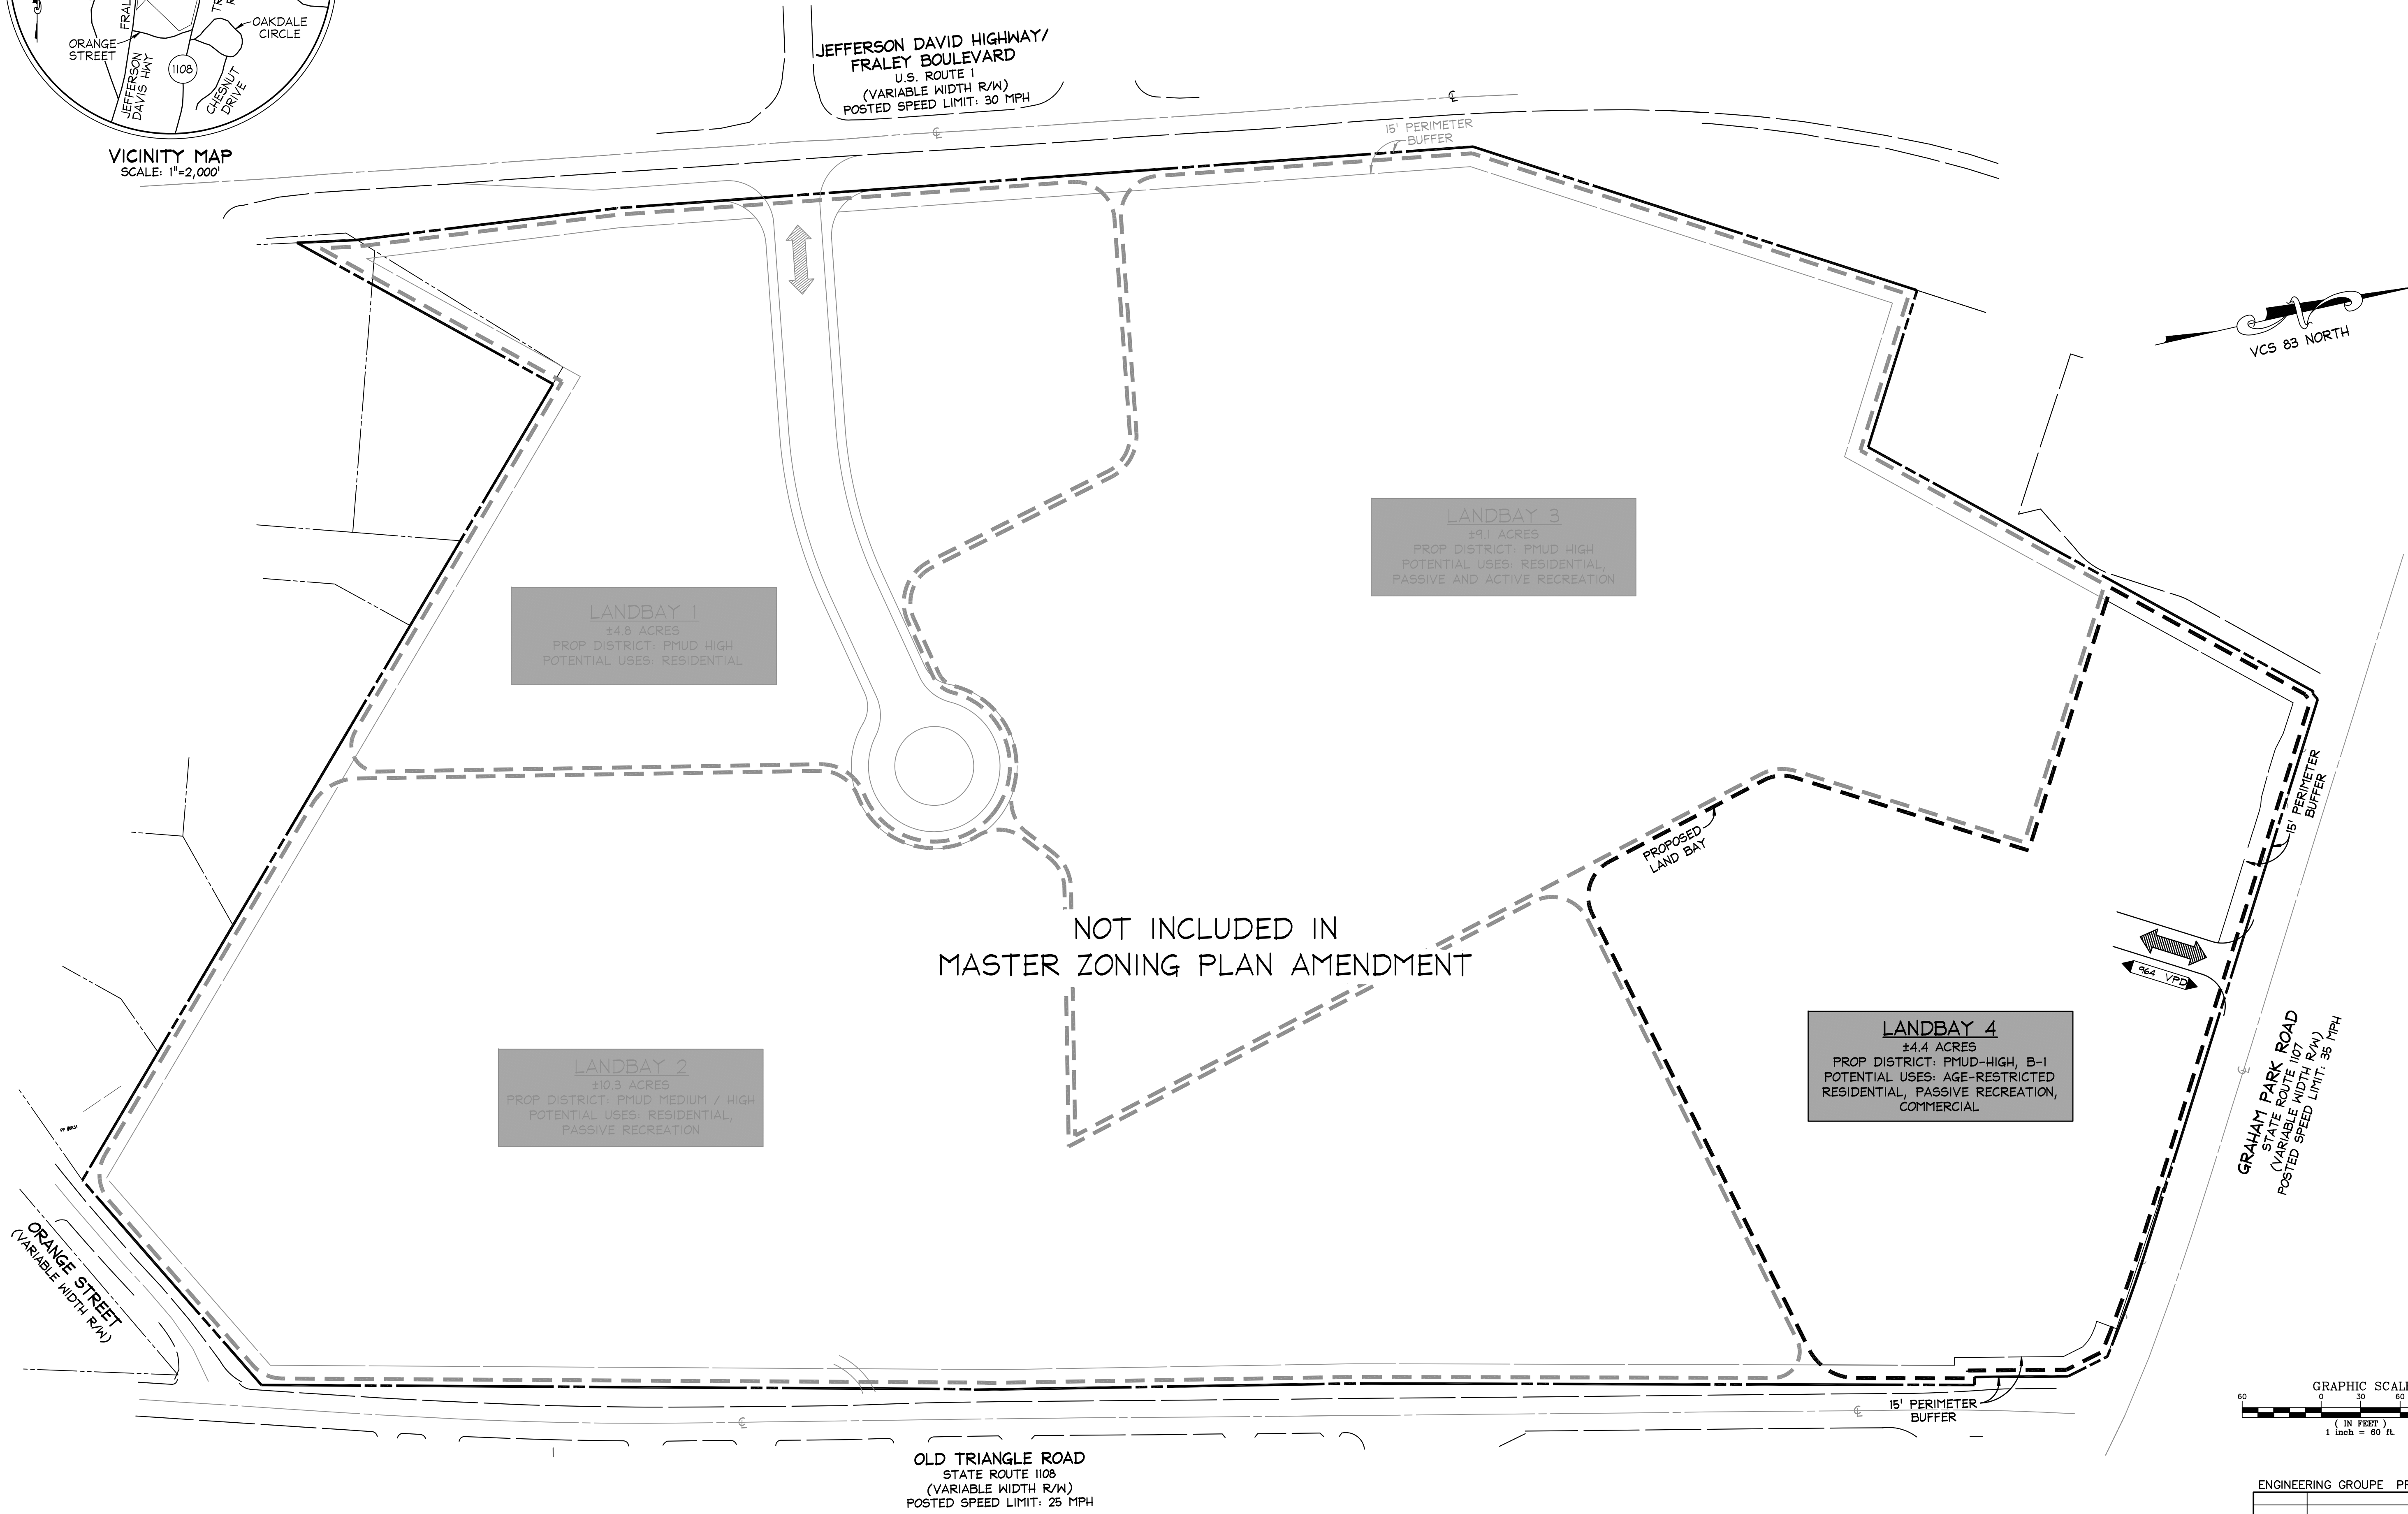 FRAL
TR
R
OAKDALE
CIRCLE
ORANGE
STREET
JEFFERSON
DAVIS HWY
1108
CHESNUT
DRIVE
VICINITY MAP
SCALE: 1"=2,000'
JEFFERSON DAVID HIGHWAY/
FRALEY BOULEVARD
U.S. ROUTE 1
(VARIABLE WIDTH R/W)
POSTED SPEED LIMIT: 30 MPH
15' PERIMETER
BUFFER
VCS 83 NORTH
LANDBAY 3
±9.1 ACRES
PROP DISTRICT: PMUD HIGH
POTENTIAL USES: RESIDENTIAL,
PASSIVE AND ACTIVE RECREATION
LANDBAY 1
±4.8 ACRES
PROP DISTRICT: PMUD HIGH
POTENTIAL USES: RESIDENTIAL
15' PERIMETER
BUFFER
PROPOSED
LAND BAY
NOT INCLUDED IN
MASTER ZONING PLAN AMENDMENT
964 VPD
LANDBAY 4
±4.4 ACRES
PROP DISTRICT: PMUD-HIGH, B-1
POTENTIAL USES: AGE-RESTRICTED
RESIDENTIAL, PASSIVE RECREATION,
COMMERCIAL
GRAHAM PARK ROAD
STATE ROUTE 1107
(VARIABLE WIDTH R/W)
POSTED SPEED LIMIT: 35 MPH
LANDBAY 2
±10.3 ACRES
PROP DISTRICT: PMUD MEDIUM / HIGH
POTENTIAL USES: RESIDENTIAL,
PASSIVE RECREATION
ORANGE STREET
(VARIABLE WIDTH R/W)
15' PERIMETER
BUFFER
GRAPHIC SCAL
60 0 30 60
( IN FEET )
1 inch = 60 ft.
OLD TRIANGLE ROAD
STATE ROUTE 1108
(VARIABLE WIDTH R/W)
POSTED SPEED LIMIT: 25 MPH
ENGINEERING GROUPE PR